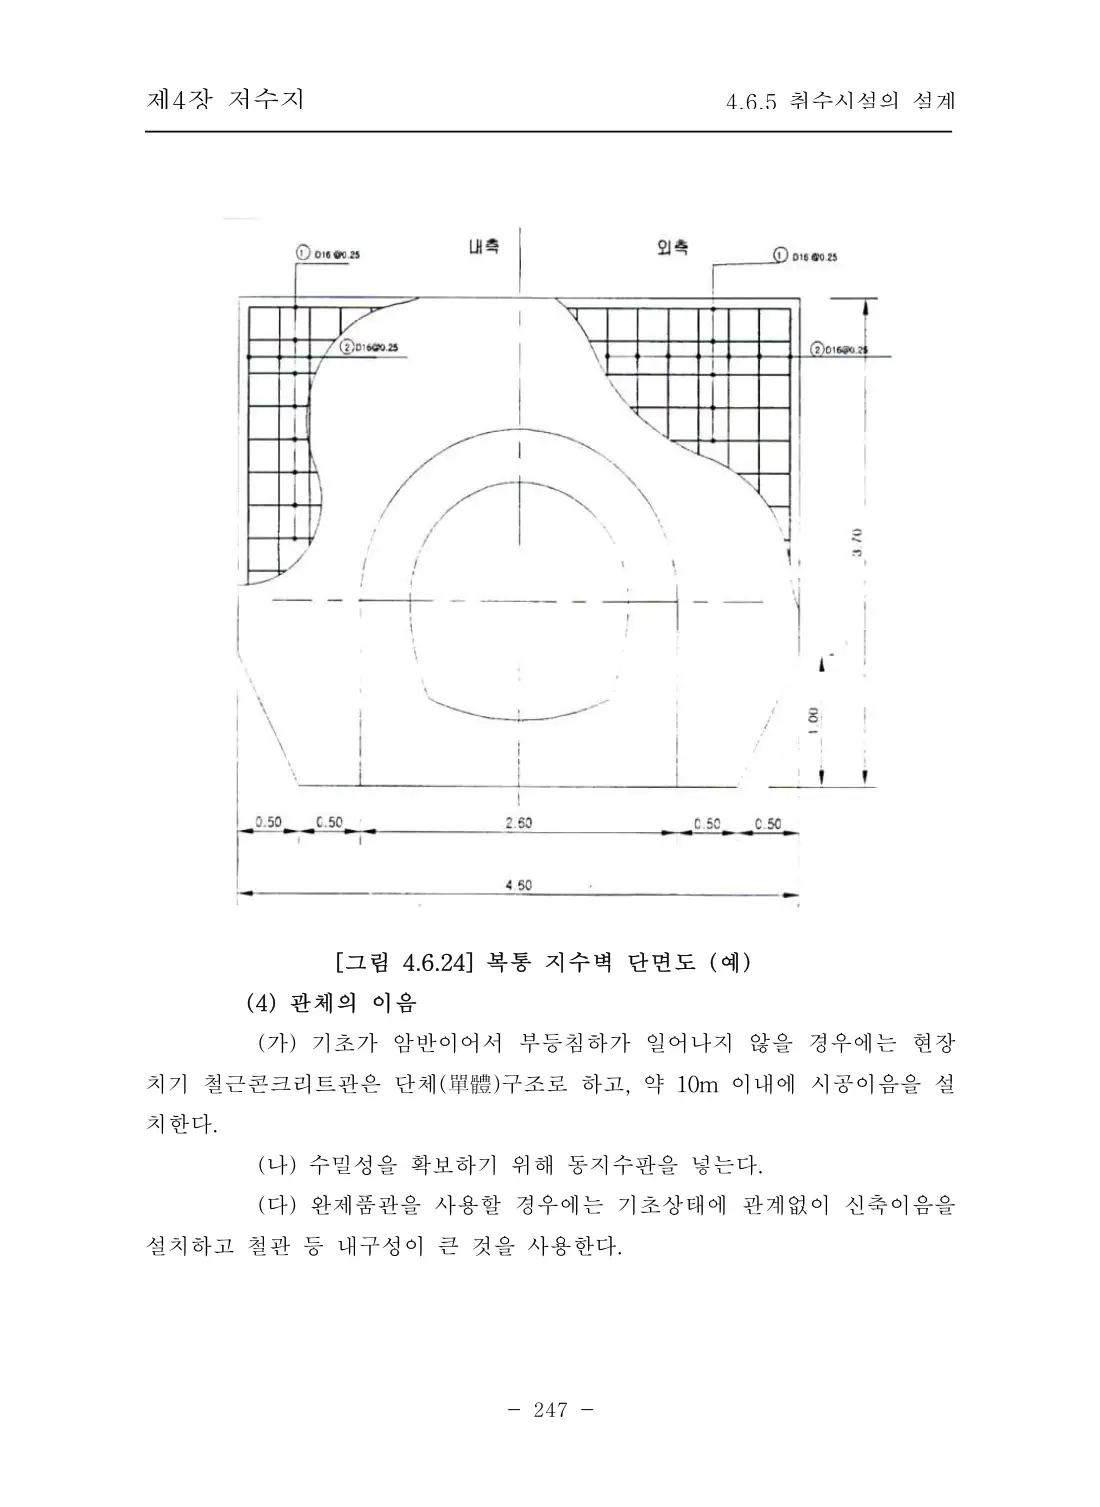 제4장 저수지
4.6.5 취수시설의 설계
내측
외측
① D16 @0.25
① D16 @0.25
② D16@0.25
② D16@0.25
3.70
1.00
0.50 0.50 2.60 0.50 0.50
4.60
[그림 4.6.24] 복통 지수벽 단면도 (예)
(4) 관체의 이음
(가) 기초가 암반이어서 부등침하가 일어나지 않을 경우에는 현장
치기 철근콘크리트관은 단체(單體)구조로 하고, 약 10m 이내에 시공이음을 설
치한다.
(나) 수밀성을 확보하기 위해 동지수판을 넣는다.
(다) 완제품관을 사용할 경우에는 기초상태에 관계없이 신축이음을
설치하고 철관 등 내구성이 큰 것을 사용한다.
- 247 -